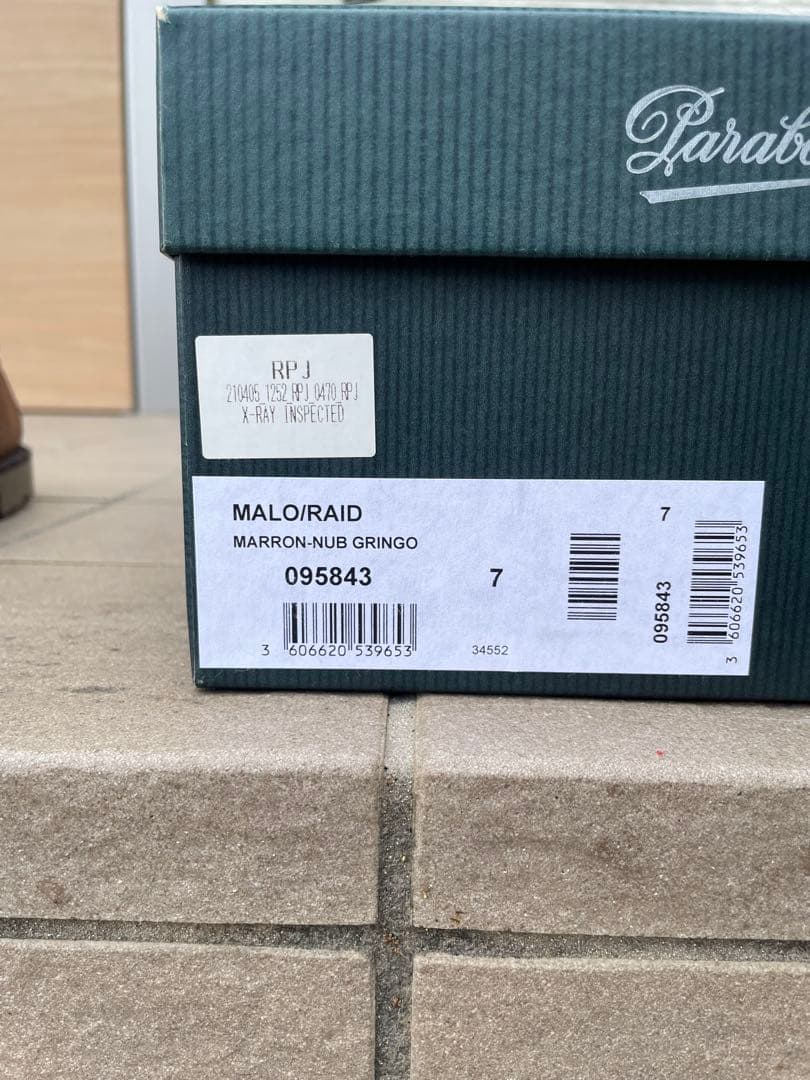 Parab
RPJ
210405_1252_RPJ_0470_RPJ
X-RAY INSPECTED
MALO/RAID
MARRON-NUB GRINGO
095843
7
3 606620 539653
34552
7
095843
3 606620 539653